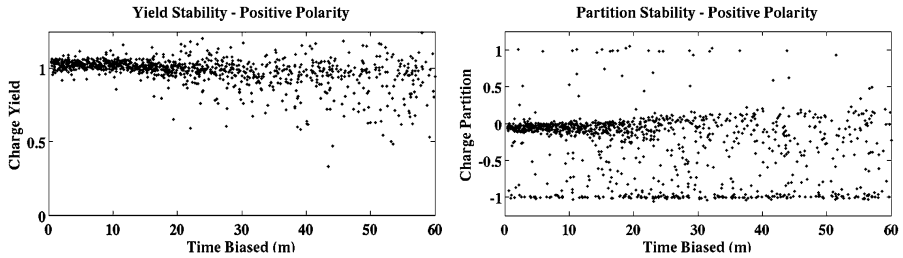 Yield Stability - Positive Polarity
Charge Yield
1
0.5
0
0 10 20 30 40 50 60
Time Biased (m)
Partition Stability - Positive Polarity
Charge Partition
1
0.5
0
-0.5
-1
0 10 20 30 40 50 60
Time Biased (m)